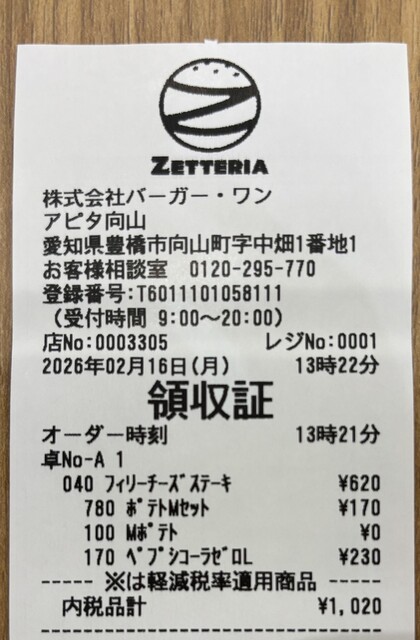 ZETTERIA
株式会社バーガー・ワン
アピタ向山
愛知県豊橋市向山町字中畑1番地1
お客様相談室 0120-295-770
登録番号:T6011101058111
(受付時間 9:00～20:00)
店No:0003305 レジNo:0001
2026年02月16日(月) 13時22分
領収証
オーダー時刻 13時21分
卓No-A 1
040 ﾌｨﾘｰﾁｰｽﾞｽﾃｰｷ ¥620
780 ﾎﾟﾃﾄMｾｯﾄ ¥170
100 Mﾎﾟﾃﾄ ¥0
170 ﾍﾟﾌﾟｼｺｰﾗｾﾞﾛL ¥230
----- ※は軽減税率適用商品 -----
内税品計 ¥1,020